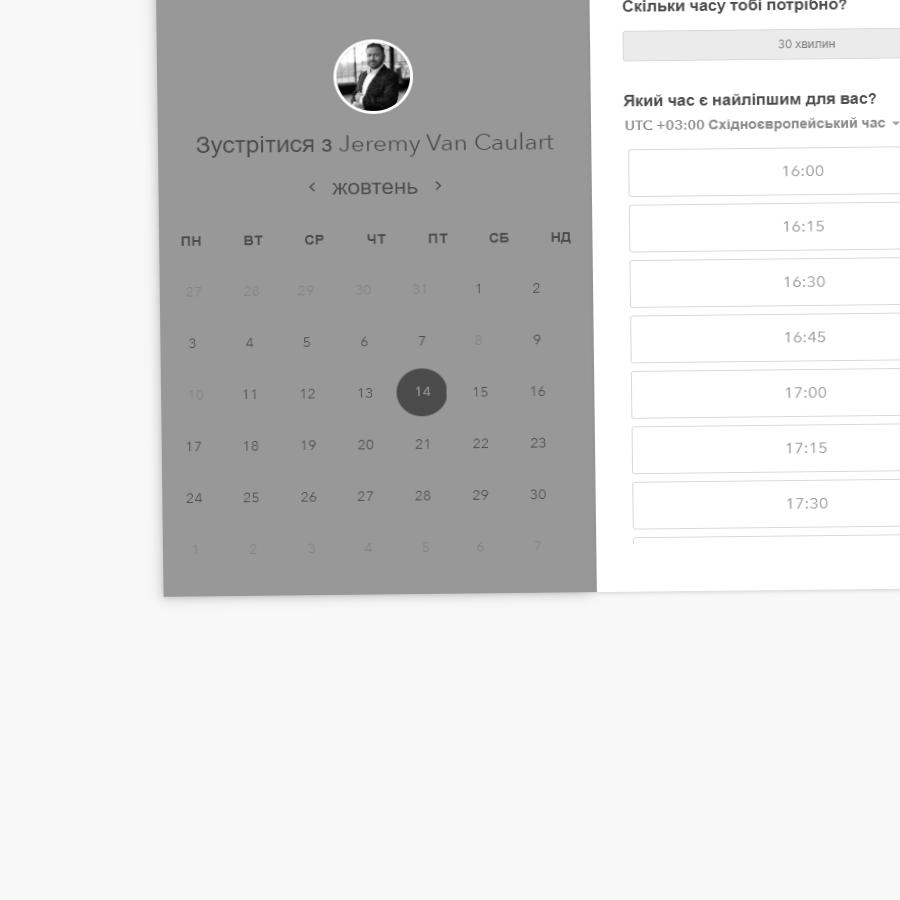 Скільки часу тобі потрібно?
30 хвилин
Який час є найліпшим для вас?
UTC +03:00 Східноєвропейський час
16:00
16:15
16:30
16:45
17:00
17:15
17:30
Зустрітися з Jeremy Van Caulart
жовтень
ПН ВТ СР ЧТ ПТ СБ НД
27 28 29 30 31 1 2
3 4 5 6 7 8 9
10 11 12 13 14 15 16
17 18 19 20 21 22 23
24 25 26 27 28 29 30
1 2 3 4 5 6 7